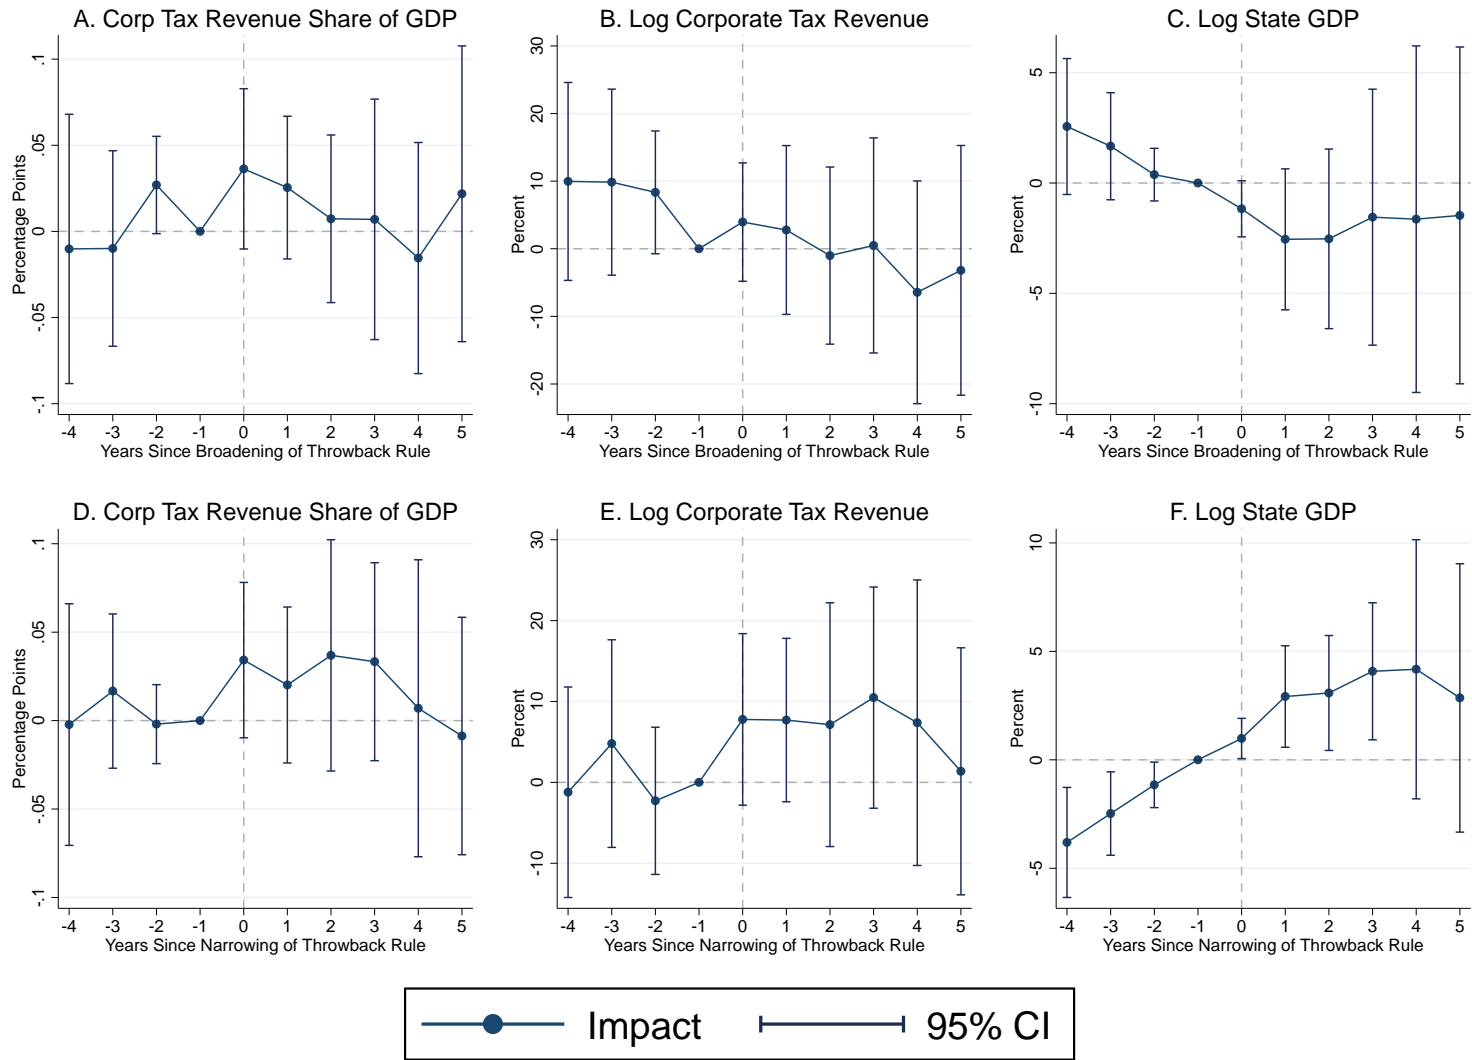 A. Corp Tax Revenue Share of GDP
Percentage Points
.1
.05
0
-.05
-.1
-4 -3 -2 -1 0 1 2 3 4 5
Years Since Broadening of Throwback Rule
B. Log Corporate Tax Revenue
Percent
30
20
10
0
-10
-20
-4 -3 -2 -1 0 1 2 3 4 5
Years Since Broadening of Throwback Rule
C. Log State GDP
Percent
5
0
-5
-10
-4 -3 -2 -1 0 1 2 3 4 5
Years Since Broadening of Throwback Rule
D. Corp Tax Revenue Share of GDP
Percentage Points
.1
.05
0
-.05
-.1
-4 -3 -2 -1 0 1 2 3 4 5
Years Since Narrowing of Throwback Rule
E. Log Corporate Tax Revenue
Percent
30
20
10
0
-10
-4 -3 -2 -1 0 1 2 3 4 5
Years Since Narrowing of Throwback Rule
F. Log State GDP
Percent
10
5
0
-5
-4 -3 -2 -1 0 1 2 3 4 5
Years Since Narrowing of Throwback Rule
Impact 95% CI